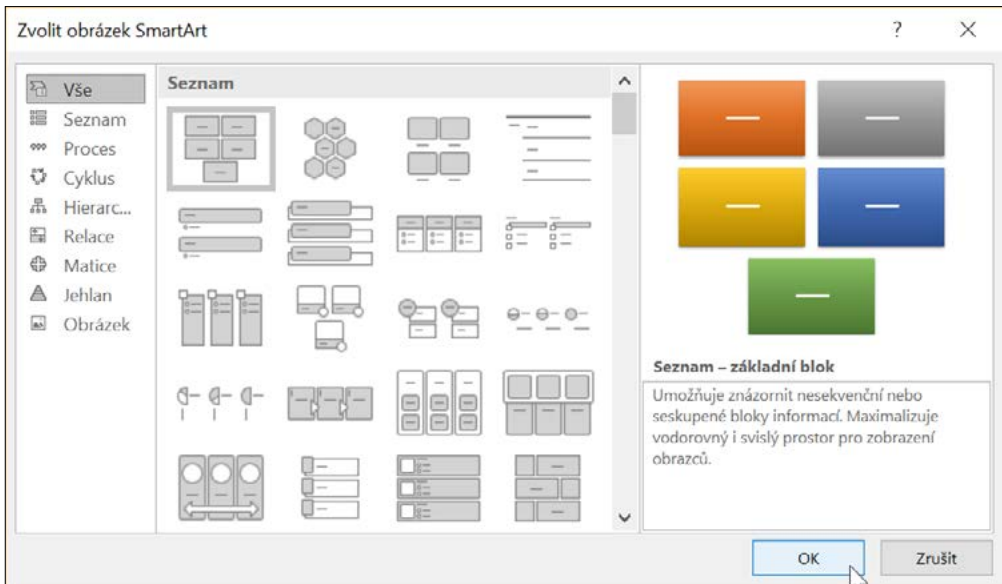 Zvolit obrázek SmartArt
?
Vše
Seznam
Proces
Cyklus
Hierarc...
Relace
Matice
Jehlan
Obrázek
Seznam
Seznam – základní blok
Umožňuje znázornit nesekvenční nebo
seskupené bloky informací. Maximalizuje
vodorovný i svislý prostor pro zobrazení
obrazců.
OK
Zrušit